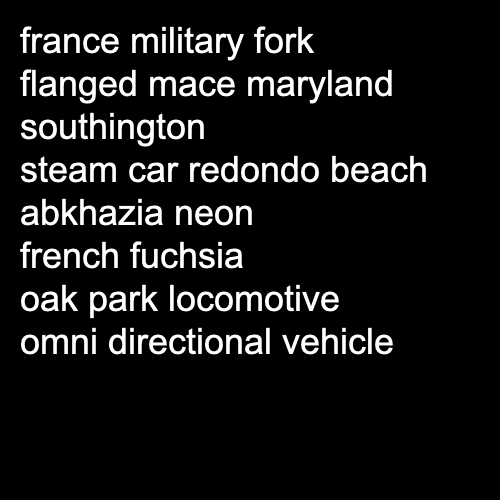 france military fork
flanged mace maryland
southington
steam car redondo beach
abkhazia neon
french fuchsia
oak park locomotive
omni directional vehicle